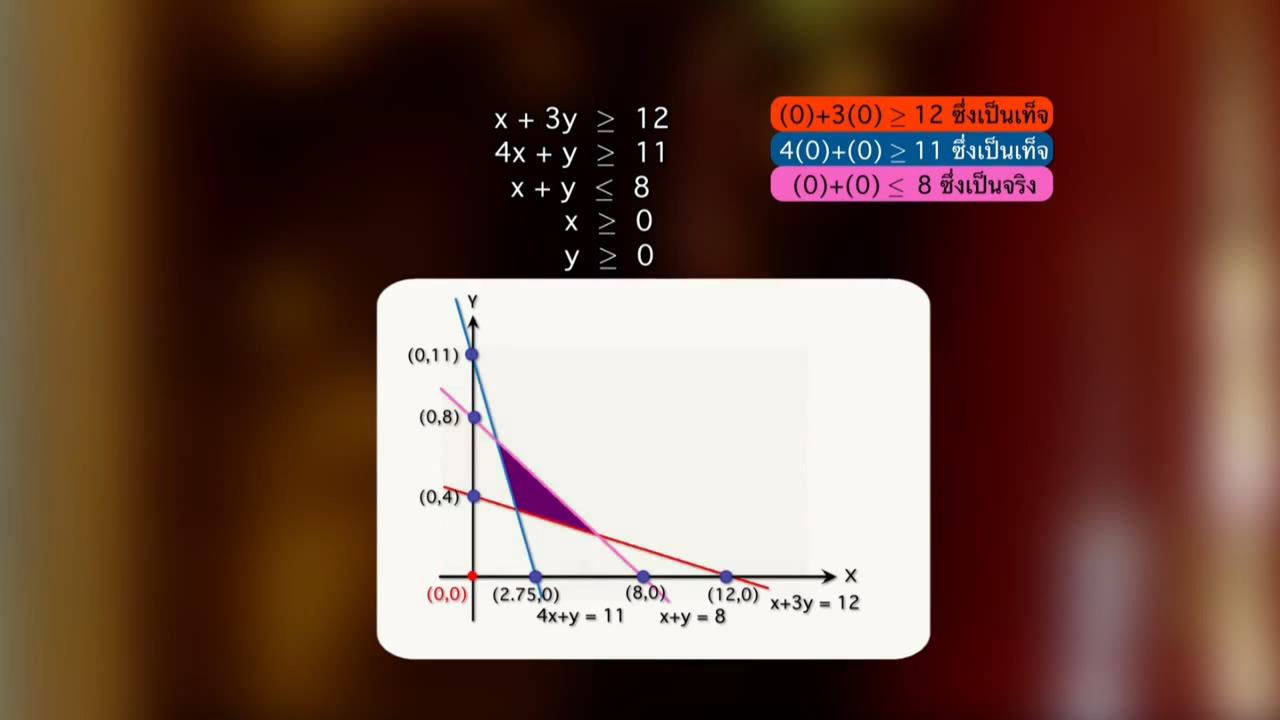 x + 3y ≥ 12
4x + y ≥ 11
x + y ≤ 8
x ≥ 0
y ≥ 0
(0)+3(0) ≥ 12 ซึ่งเป็นเท็จ
4(0)+(0) ≥ 11 ซึ่งเป็นเท็จ
(0)+(0) ≤ 8 ซึ่งเป็นจริง
Y
(0,11)
(0,8)
(0,4)
X
(0,0) (2.75,0) (8,0) (12,0)
4x+y = 11 x+y = 8 x+3y = 12